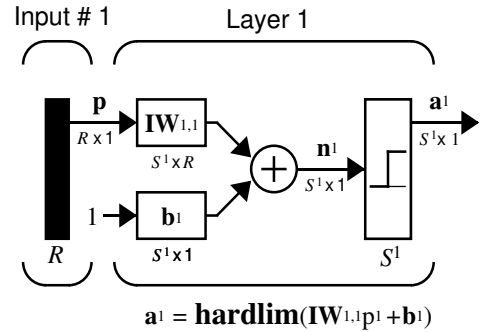 Input # 1
Layer 1
p
R x 1
IW1,1
S1 x R
1
b1
S1 x 1
n1
S1 x 1
a1
S1 x 1
R
S1
a1 = hardlim(IW1,1p1 +b1)